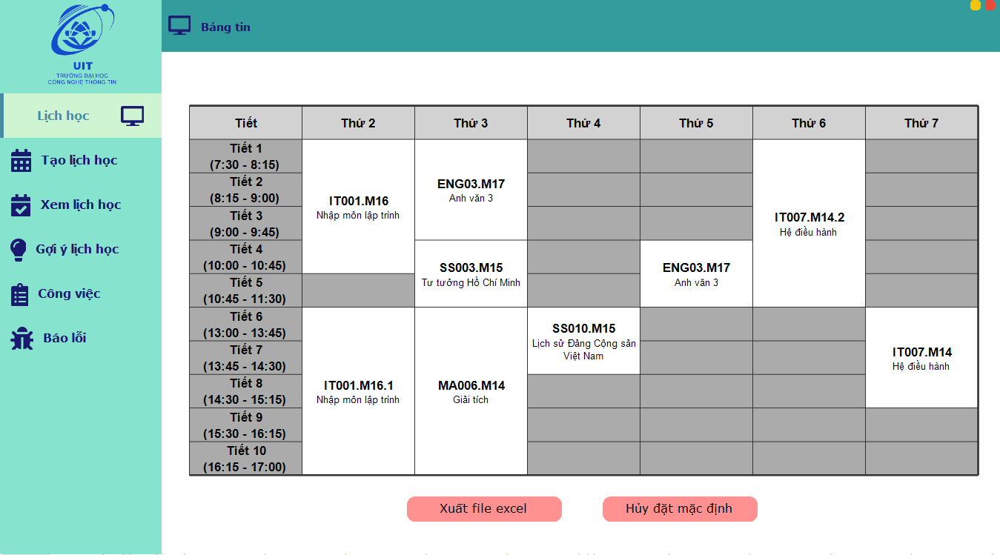 UIT
TRƯỜNG ĐẠI HỌC
CÔNG NGHỆ THÔNG TIN
Bảng tin
Lịch học
Tạo lịch học
Xem lịch học
Gợi ý lịch học
Công việc
Báo lỗi
Tiết Thứ 2 Thứ 3 Thứ 4 Thứ 5 Thứ 6 Thứ 7
Tiết 1
(7:30 - 8:15)
Tiết 2
(8:15 - 9:00)
Tiết 3
(9:00 - 9:45)
Tiết 4
(10:00 - 10:45)
Tiết 5
(10:45 - 11:30)
Tiết 6
(13:00 - 13:45)
Tiết 7
(13:45 - 14:30)
Tiết 8
(14:30 - 15:15)
Tiết 9
(15:30 - 16:15)
Tiết 10
(16:15 - 17:00)
IT001.M16
Nhập môn lập trình
IT001.M16.1
Nhập môn lập trình
ENG03.M17
Anh văn 3
SS003.M15
Tư tưởng Hồ Chí Minh
MA006.M14
Giải tích
SS010.M15
Lịch sử Đảng Cộng sản
Việt Nam
ENG03.M17
Anh văn 3
IT007.M14.2
Hệ điều hành
IT007.M14
Hệ điều hành
Xuất file excel
Hủy đặt mặc định